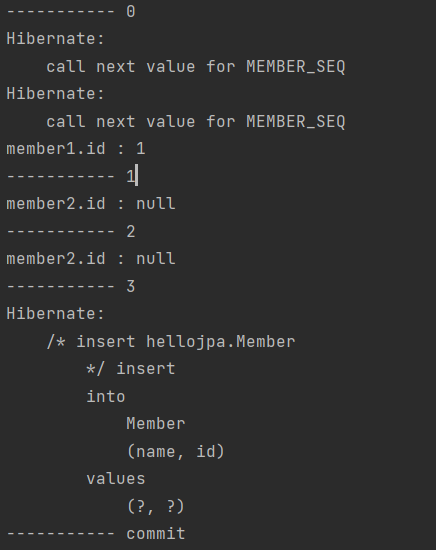 ----------- 0
Hibernate:
    call next value for MEMBER_SEQ
Hibernate:
    call next value for MEMBER_SEQ
member1.id : 1
----------- 1
member2.id : null
----------- 2
member2.id : null
----------- 3
Hibernate:
    /* insert hellojpa.Member
        */ insert
        into
            Member
            (name, id)
        values
            (?, ?)
----------- commit